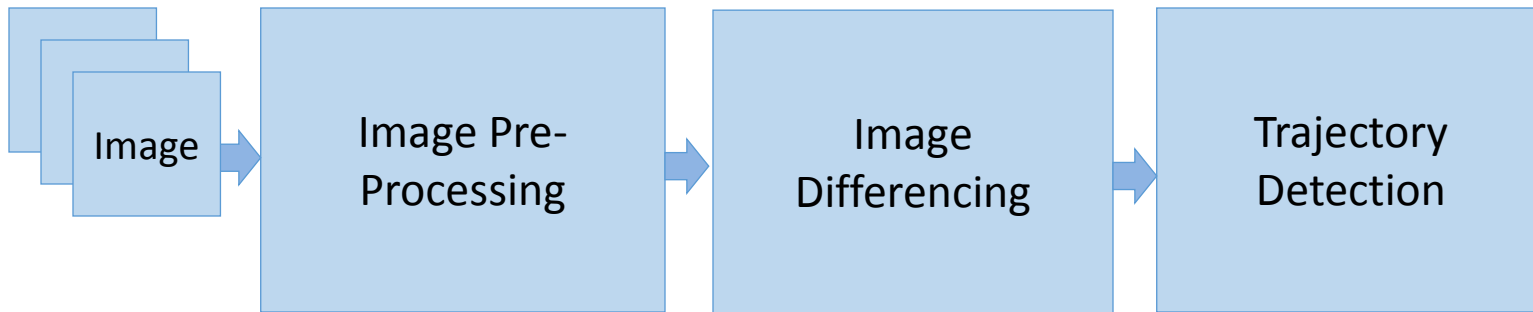 Image
Image Pre-
Processing
Image
Differencing
Trajectory
Detection